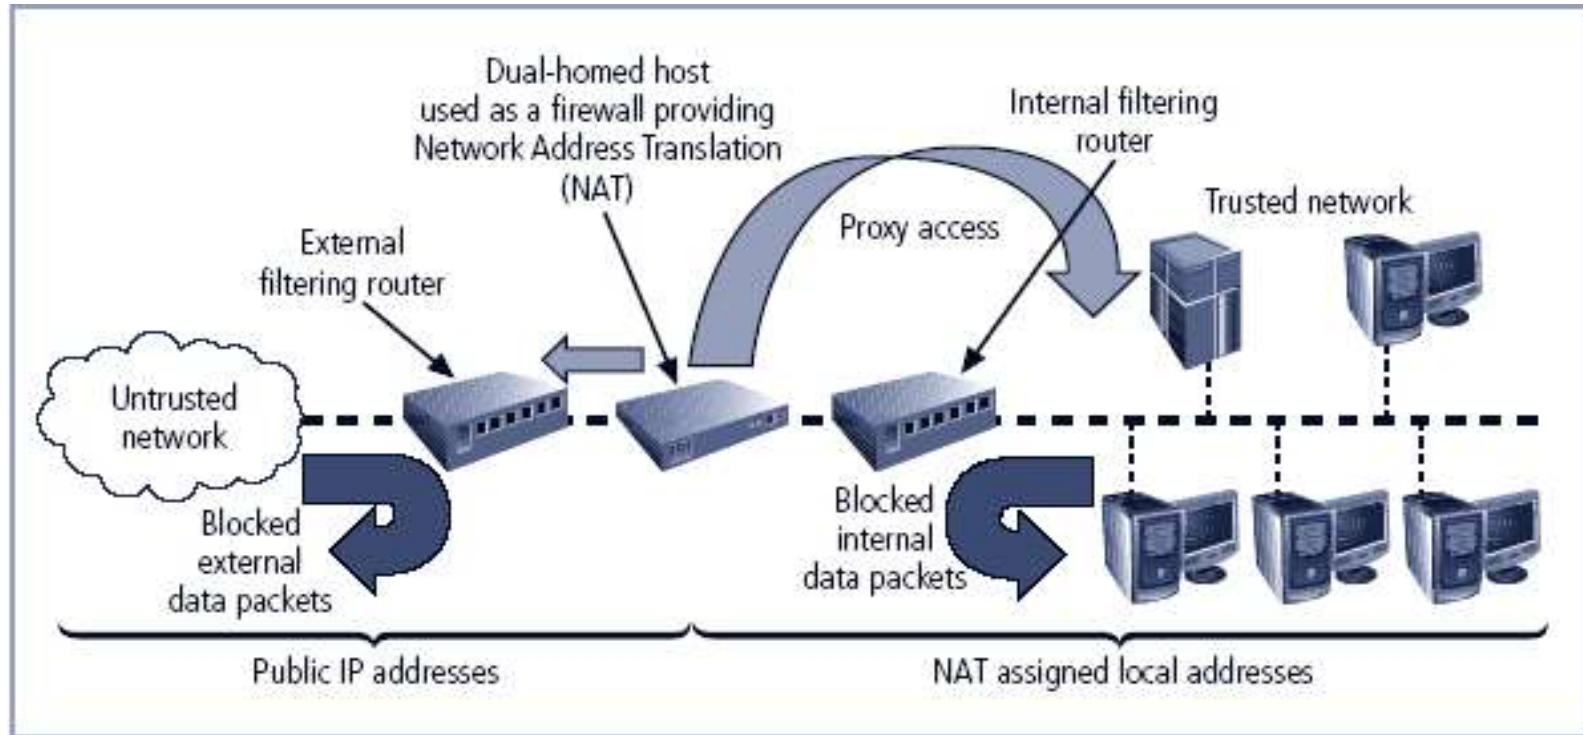 Dual-homed host
used as a firewall providing
Network Address Translation
(NAT)
Internal filtering
router
Proxy access
Trusted network
External
filtering router
Untrusted
network
Blocked
external
data packets
Blocked
internal
data packets
Public IP addresses
NAT assigned local addresses